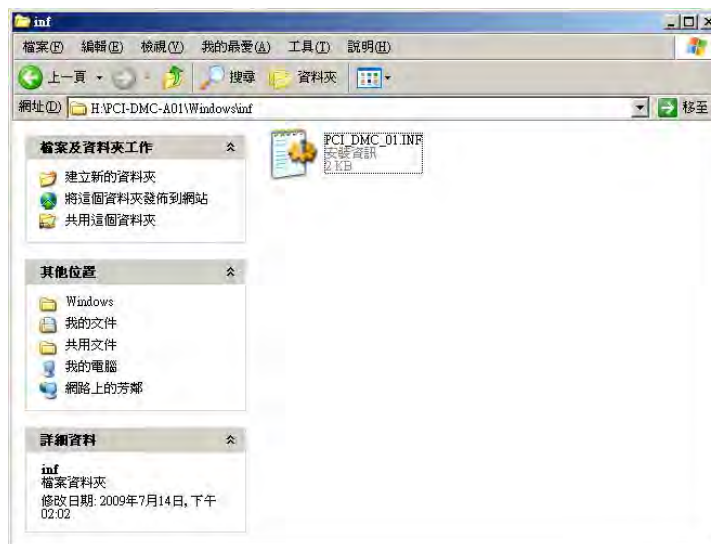 inf
檔案(F) 編輯(E) 檢視(V) 我的最愛(A) 工具(T) 說明(H)
上一頁 搜尋 資料夾
網址(D) H:\PCI-DMC-A01\Windows\inf 移至
檔案及資料夾工作
建立新的資料夾
將這個資料夾發佈到網站
共用這個資料夾
其他位置
Windows
我的文件
共用文件
我的電腦
網路上的芳鄰
詳細資料
inf
檔案資料夾
修改日期: 2009年7月14日, 下午
02:02
PCI_DMC_01.INF
安裝資訊
2 KB